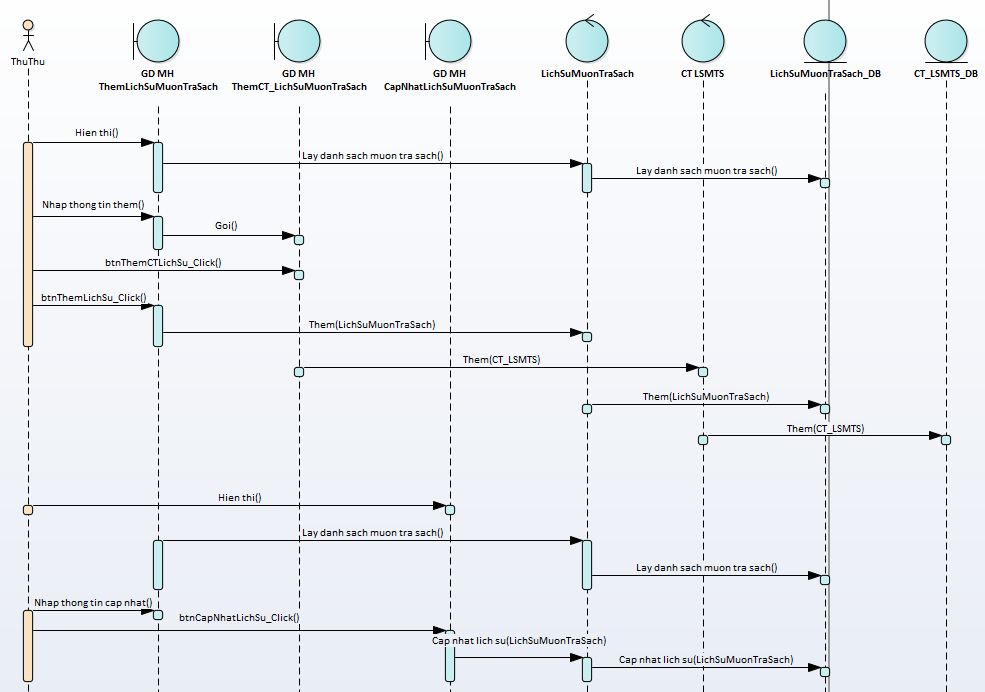 ThuThu
GD MH
ThemLichSuMuonTraSach
GD MH
ThemCT_LichSuMuonTraSach
GD MH
CapNhatLichSuMuonTraSach
LichSuMuonTraSach
CT LSMTS
LichSuMuonTraSach_DB
CT_LSMTS_DB
Hien thi()
Lay danh sach muon tra sach()
Lay danh sach muon tra sach()
Nhap thong tin them()
Goi()
btnThemCTLichSu_Click()
btnThemLichSu_Click()
Them(LichSuMuonTraSach)
Them(CT_LSMTS)
Them(LichSuMuonTraSach)
Them(CT_LSMTS)
Hien thi()
Lay danh sach muon tra sach()
Lay danh sach muon tra sach()
Nhap thong tin cap nhat()
btnCapNhatLichSu_Click()
Cap nhat lich su(LichSuMuonTraSach)
Cap nhat lich su(LichSuMuonTraSach)